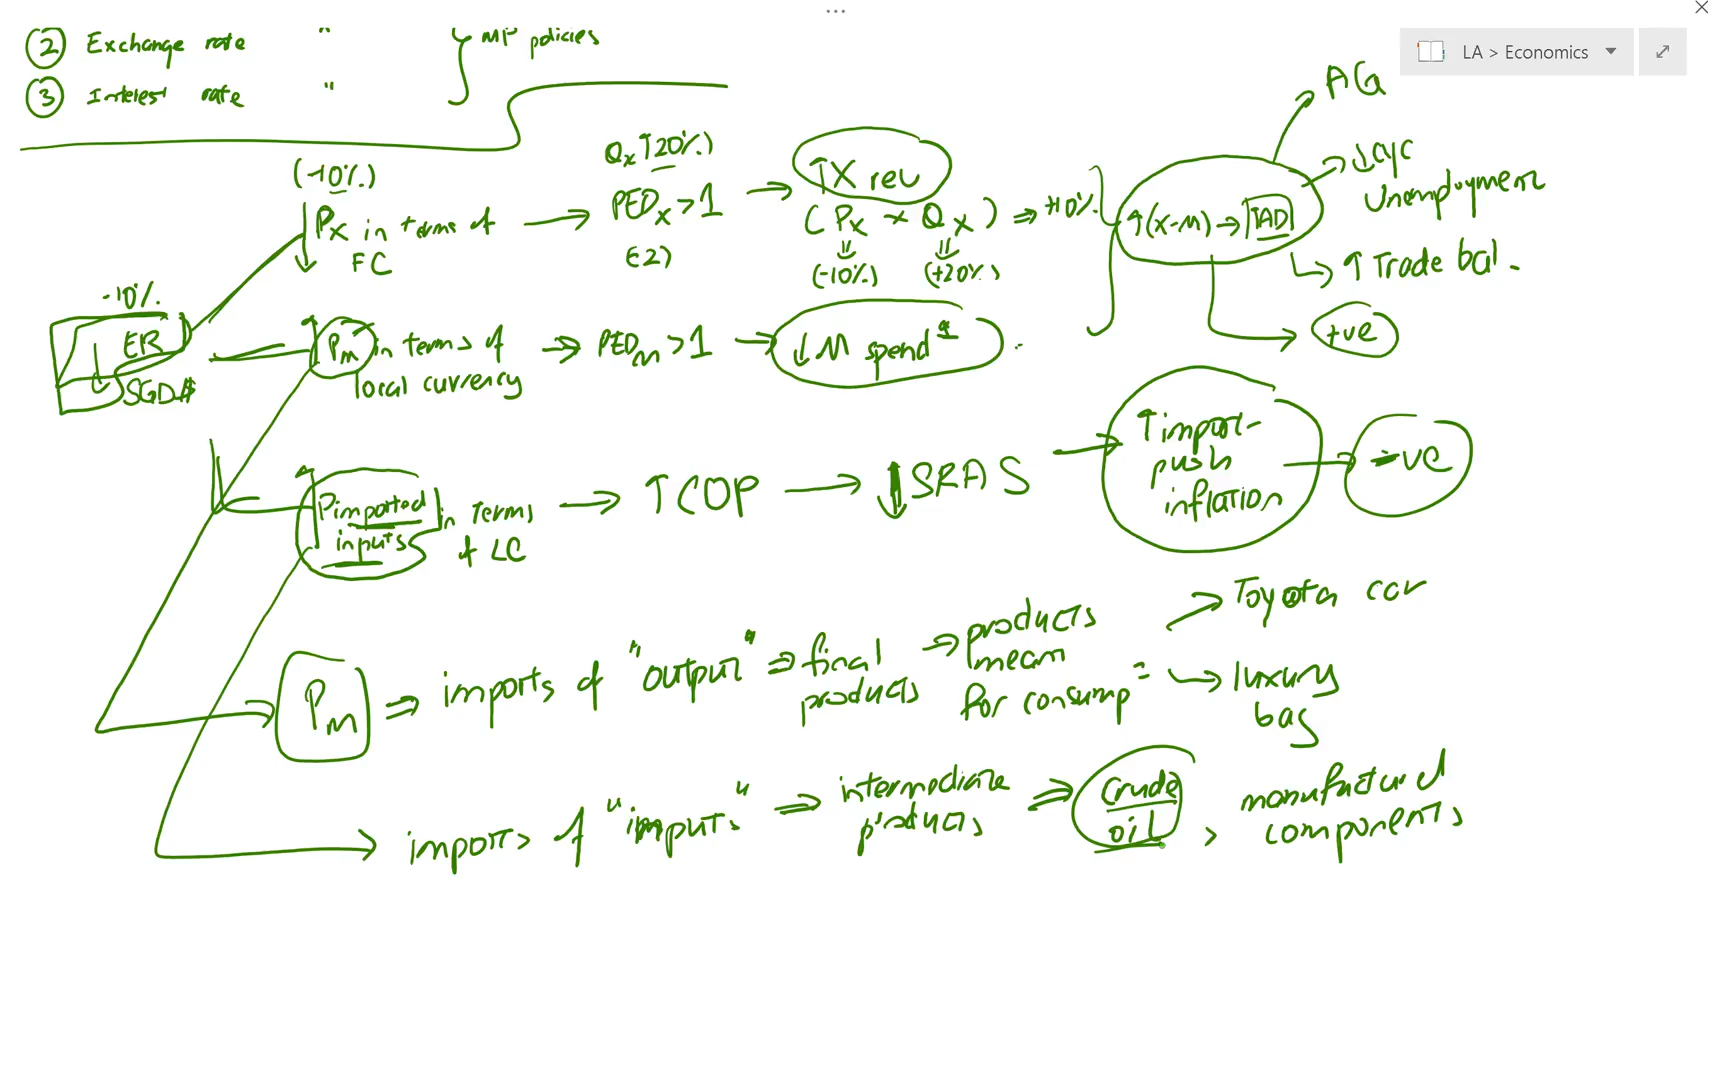 ② Exchange rate "
③ Interest rate "
MP policies
LA > Economics
AG
↓cyc
Unemployment
↑ Trade bal.
(-10%)
↓Px in terms of
FC
Qx↑20%)
PEDx>1
(2)
↑X rev
(Px × Qx) ⇒ +10%
(-10%) (+20%)
↑(X-M) → ↑AD
+ve
-10%
↓ ER
SGD$
↑Pm in terms of
local currency
→ PEDm>1
→ ↓M spendg
↑Pimported
inputs
in terms
of LC
→ ↑COP → ↓SRAS
↑import-
push
inflation
→ -ve
Pm ⇒ imports of "output" ⇒ final
products
→ products
mean
for consump=
→ Toyota car
→ luxury
bag
imports of "inputs" ⇒ intermediate
products
⇒ crude
oil
, manufactured
components